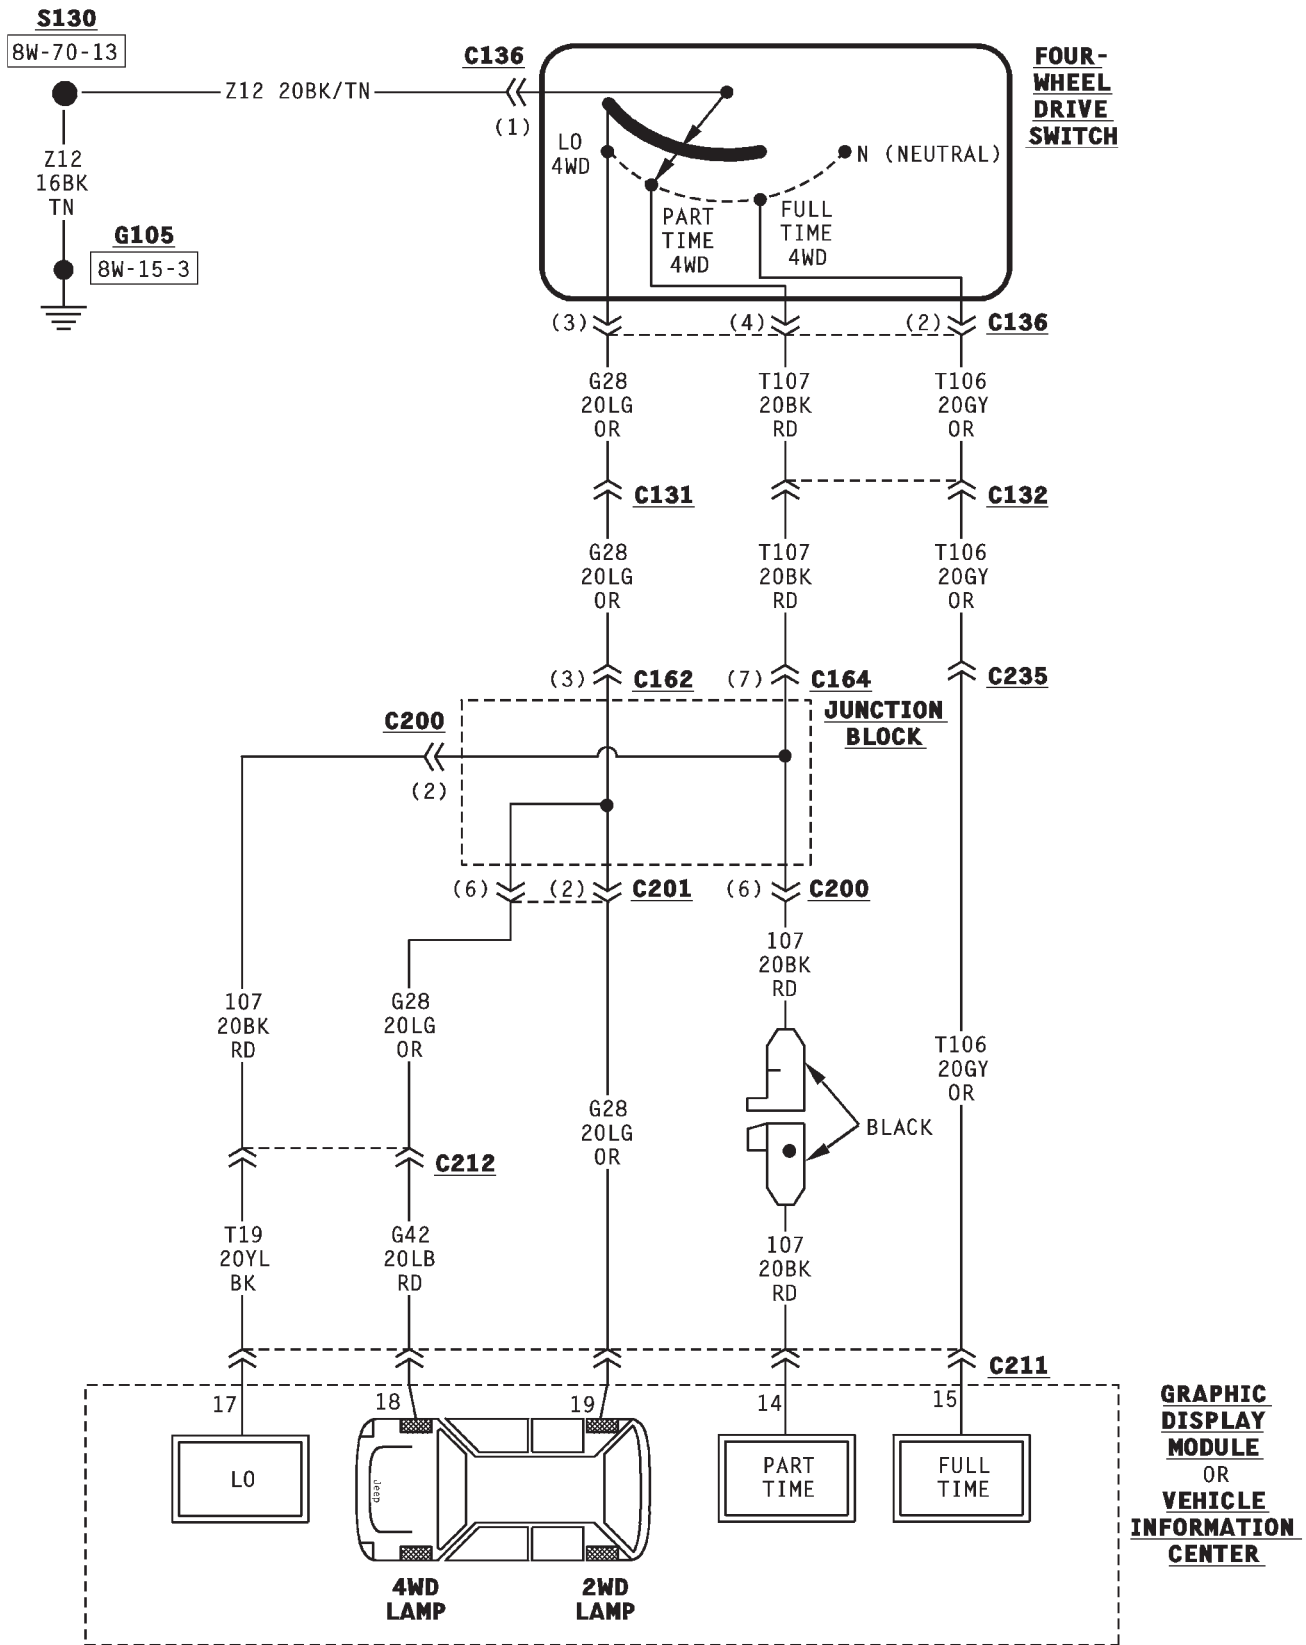 S130
8W-70-13
C136
Z12 20BK/TN
(1)
FOUR-
WHEEL
DRIVE
SWITCH
LO
4WD
N (NEUTRAL)
PART
TIME
4WD
FULL
TIME
4WD
Z12
16BK
TN
G105
8W-15-3
(3)
(4)
(2)
C136
G28
20LG
OR
T107
20BK
RD
T106
20GY
OR
C131
C132
G28
20LG
OR
T107
20BK
RD
T106
20GY
OR
(3)
C162
(7)
C164
C235
JUNCTION
BLOCK
C200
(2)
(6)
(2)
C201
(6)
C200
107
20BK
RD
107
20BK
RD
G28
20LG
OR
T106
20GY
OR
G28
20LG
OR
BLACK
C212
T19
20YL
BK
G42
20LB
RD
107
20BK
RD
C211
17
18
19
14
15
LO
Jeep
PART
TIME
FULL
TIME
4WD
LAMP
2WD
LAMP
GRAPHIC
DISPLAY
MODULE
OR
VEHICLE
INFORMATION
CENTER